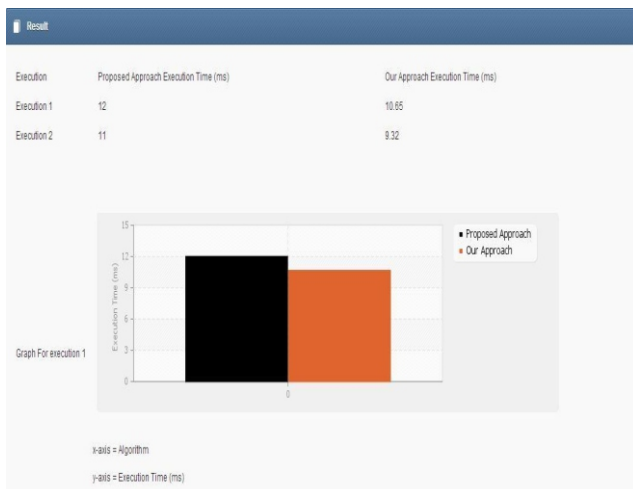 Result
Execution Proposed Approach Execution Time (ms) Our Approach Execution Time (ms)
Execution 1 12 10.65
Execution 2 11 9.32
15
12
9
6
3
0
Execution Time (ms)
0
Proposed Approach
Our Approach
Graph For execution 1
x-axis = Algorithm
y-axis = Execution Time (ms)